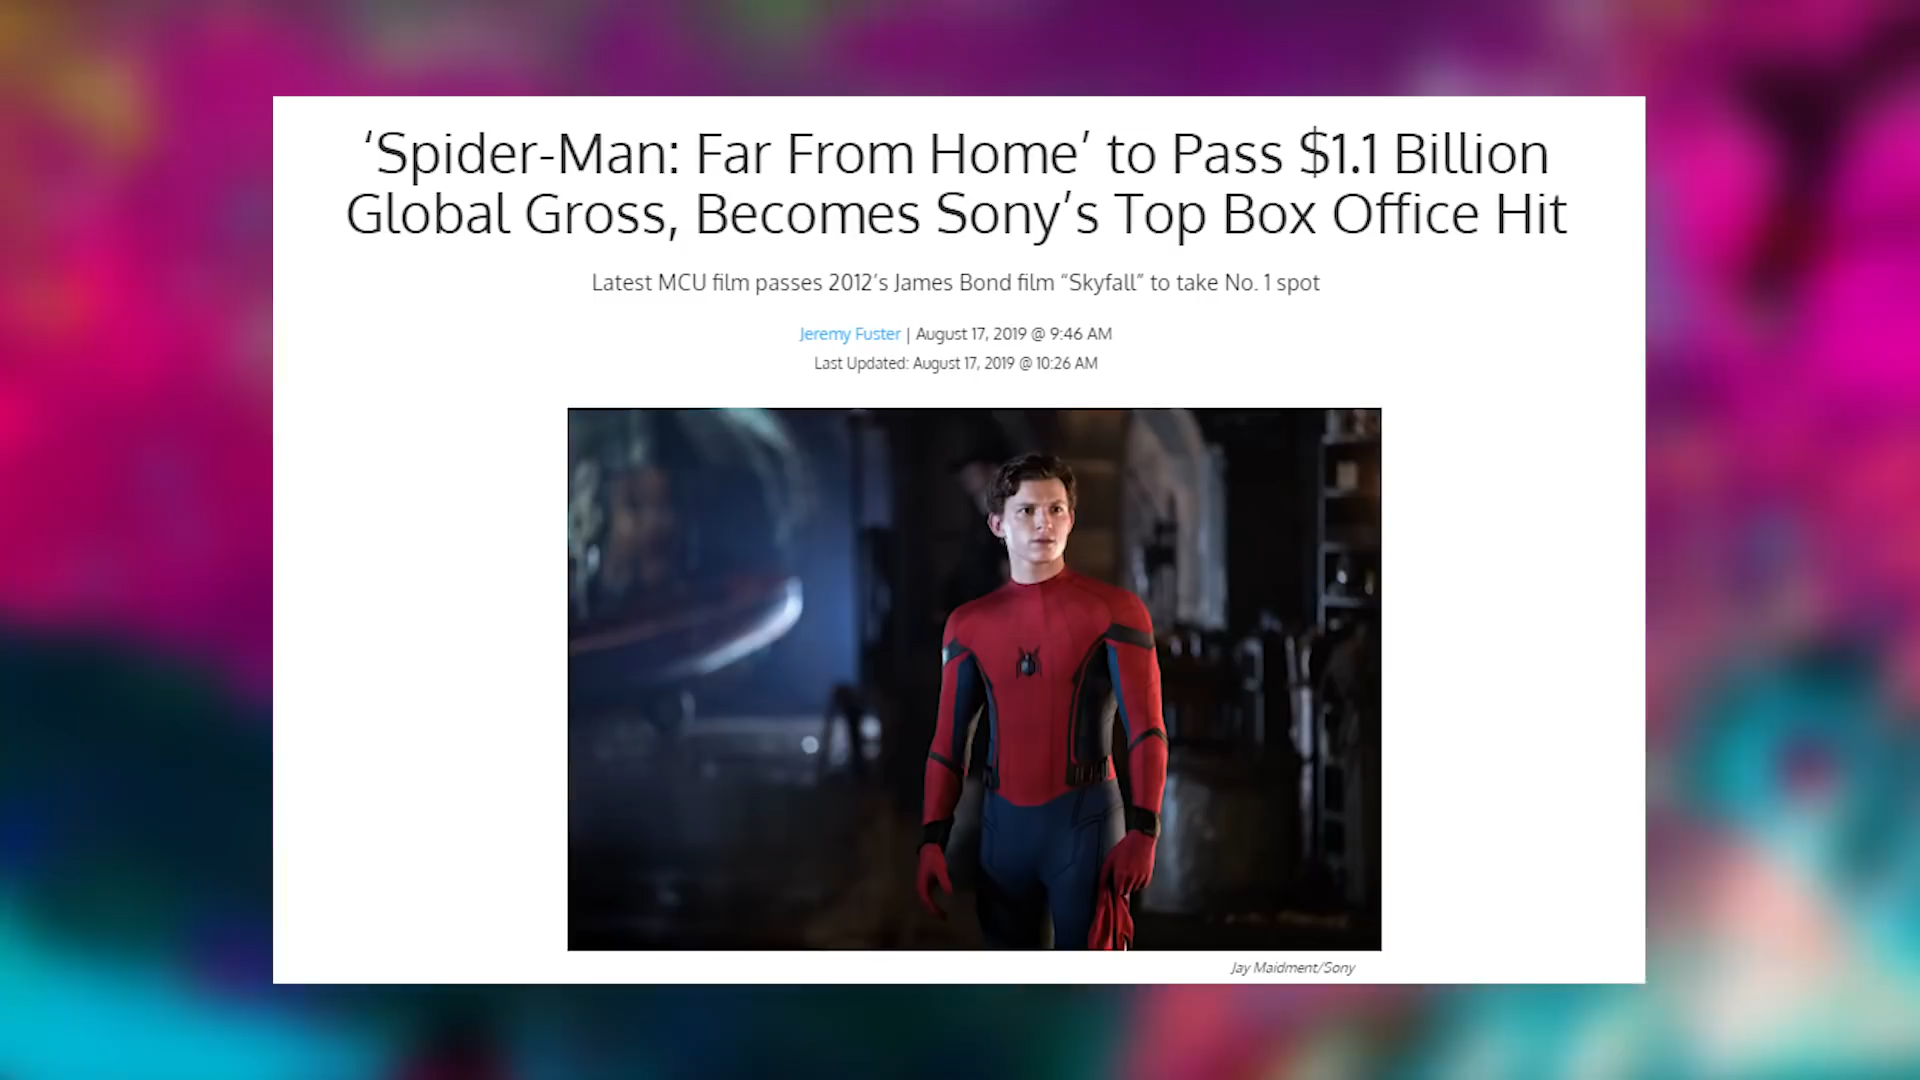 ‘Spider-Man: Far From Home’ to Pass $1.1 Billion
Global Gross, Becomes Sony’s Top Box Office Hit
Latest MCU film passes 2012’s James Bond film “Skyfall” to take No. 1 spot
Jeremy Fuster | August 17, 2019 @ 9:46 AM
Last Updated: August 17, 2019 @ 10:26 AM
Jay Maidment/Sony